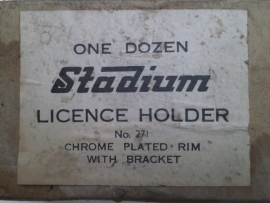 ONE DOZEN
Stadium
LICENCE HOLDER
No. 271
CHROME PLATED RIM
WITH BRACKET